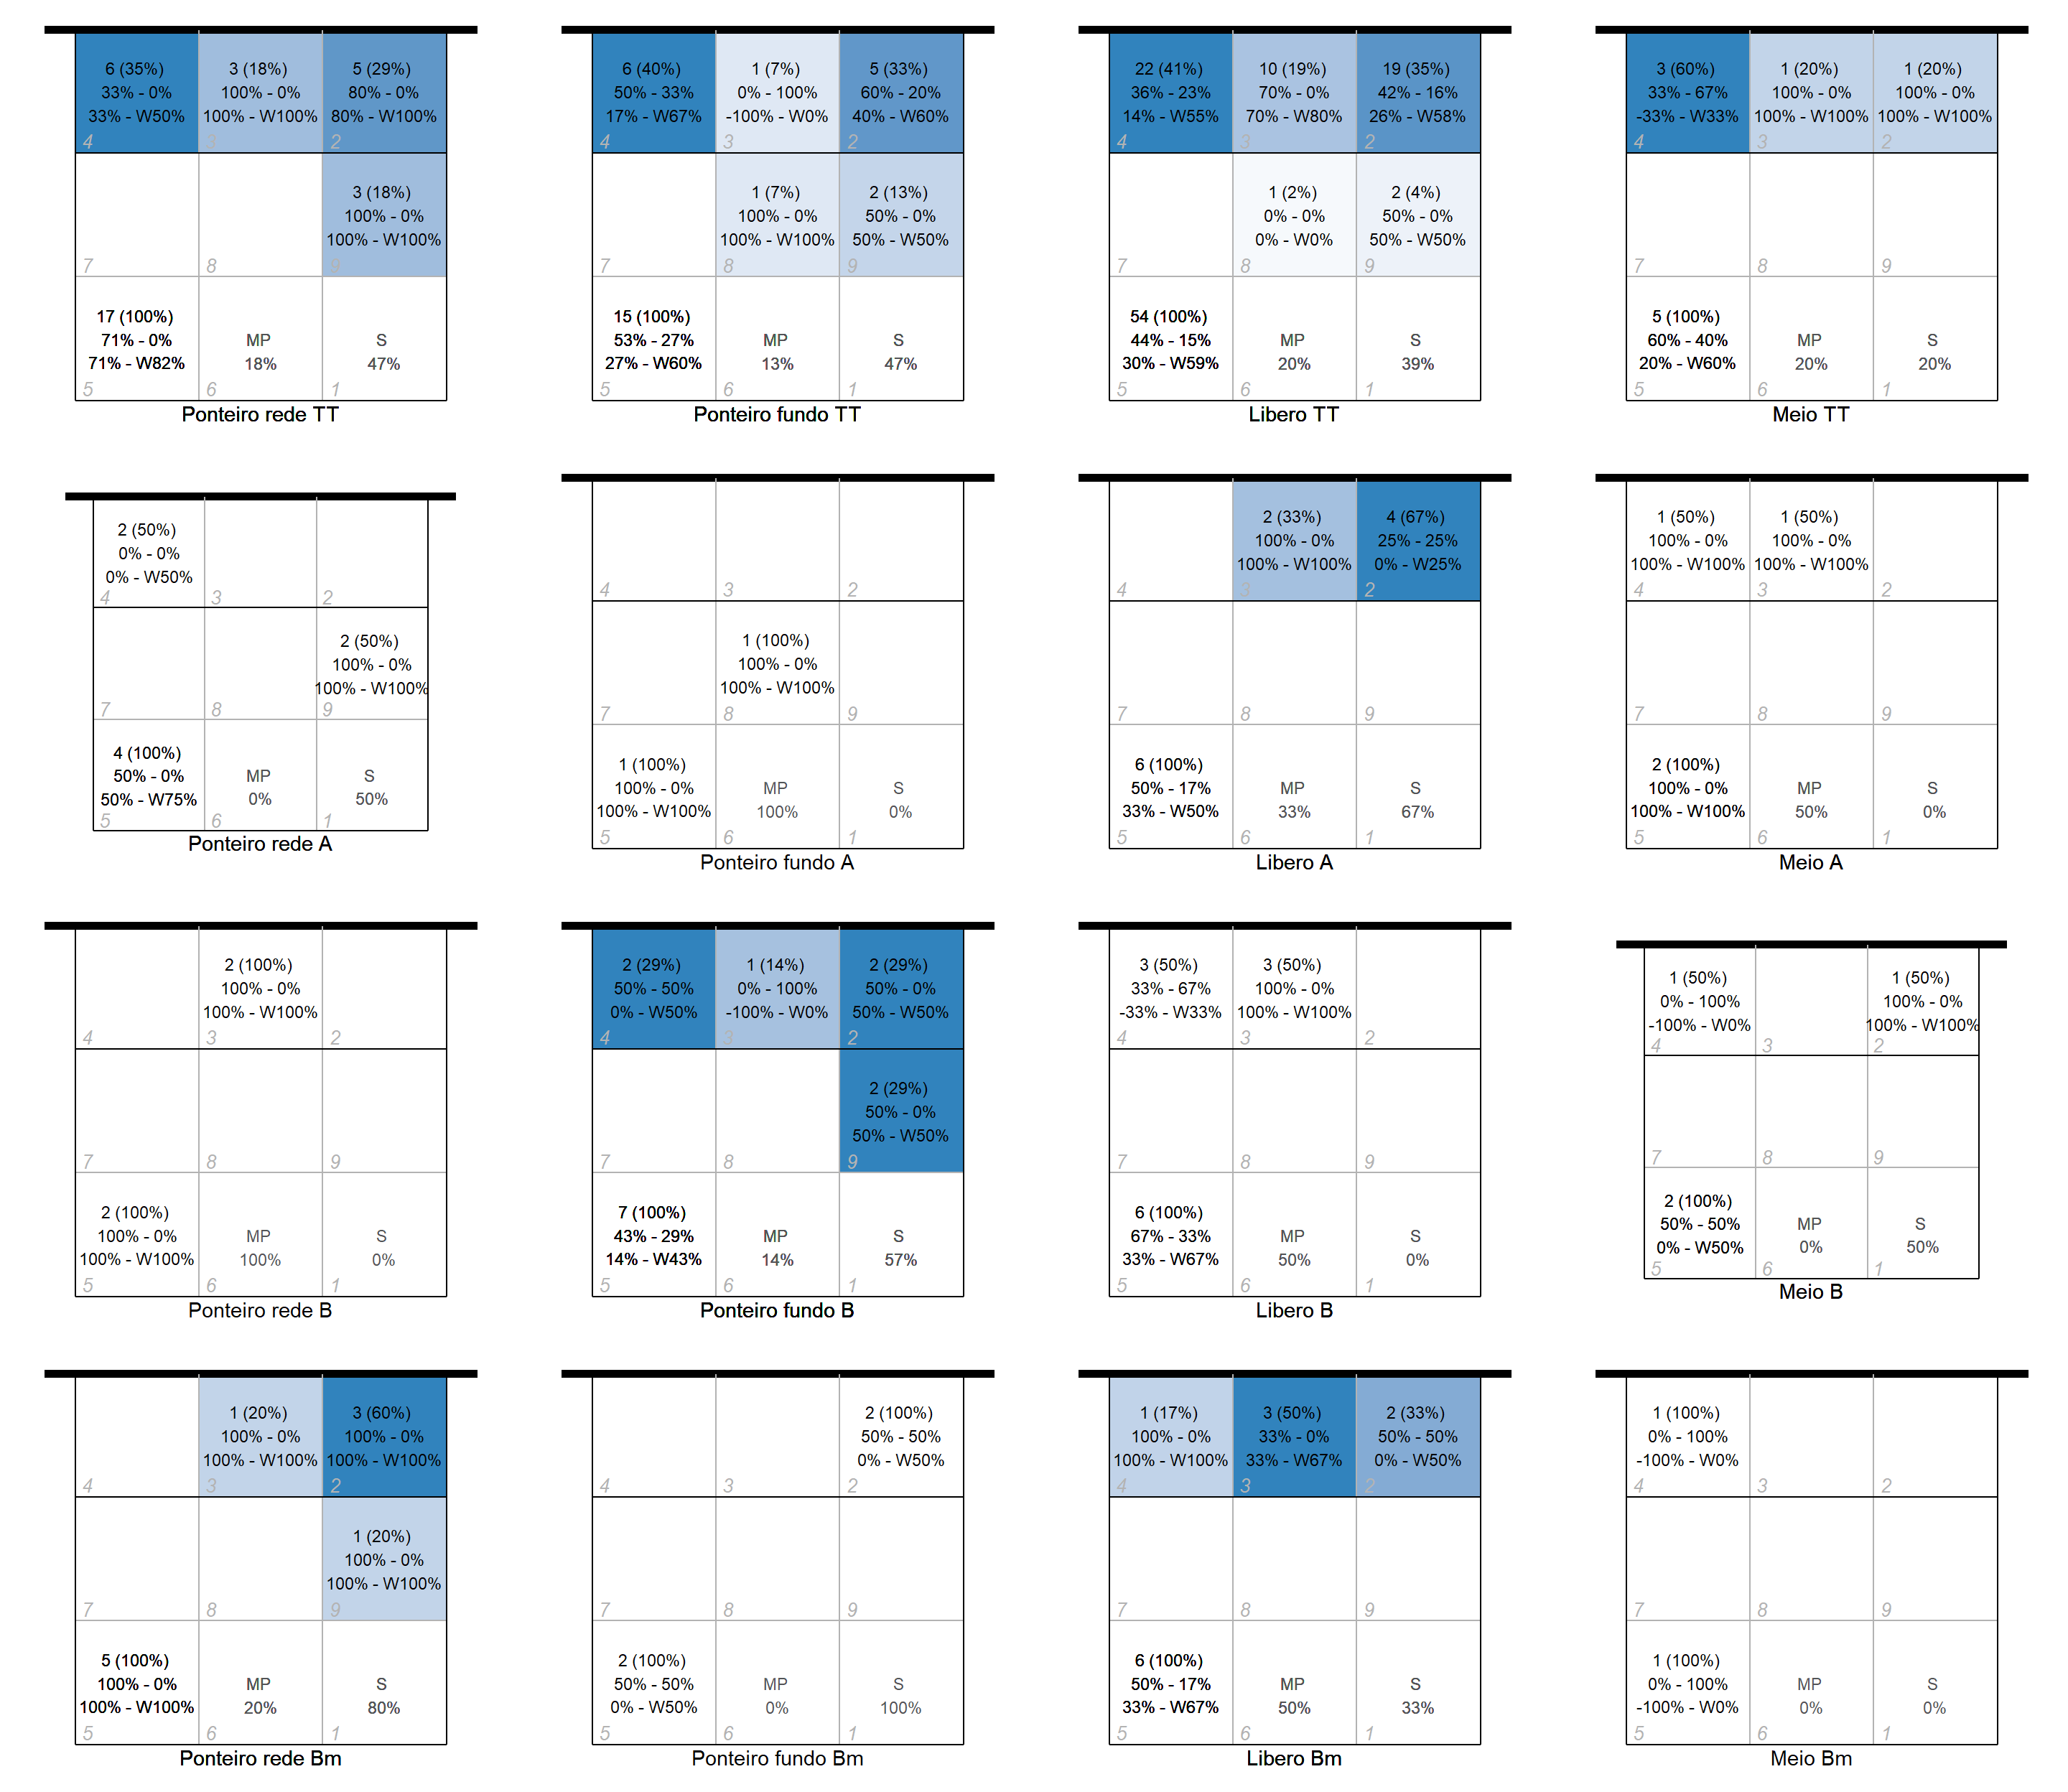 6 (35%)
33% - 0%
33% - W50%
4
3 (18%)
100% - 0%
100% - W100%
3
5 (29%)
80% - 0%
80% - W100%
2
7
8
3 (18%)
100% - 0%
100% - W100%
9
17 (100%)
71% - 0%
71% - W82%
5
MP
18%
6
S
47%
1
Ponteiro rede TT
6 (40%)
50% - 33%
17% - W67%
4
1 (7%)
0% - 100%
-100% - W0%
3
5 (33%)
60% - 20%
40% - W60%
2
7
1 (7%)
100% - 0%
100% - W100%
8
2 (13%)
50% - 0%
50% - W50%
9
15 (100%)
53% - 27%
27% - W60%
5
MP
13%
6
S
47%
1
Ponteiro fundo TT
22 (41%)
36% - 23%
14% - W55%
4
10 (19%)
70% - 0%
70% - W80%
3
19 (35%)
42% - 16%
26% - W58%
2
7
1 (2%)
0% - 0%
0% - W0%
8
2 (4%)
50% - 0%
50% - W50%
9
54 (100%)
44% - 15%
30% - W59%
5
MP
20%
6
S
39%
1
Libero TT
3 (60%)
33% - 67%
-33% - W33%
4
1 (20%)
100% - 0%
100% - W100%
3
1 (20%)
100% - 0%
100% - W100%
2
7
8
9
5 (100%)
60% - 40%
20% - W60%
5
MP
20%
6
S
20%
1
Meio TT
2 (50%)
0% - 0%
0% - W50%
4
3
2
7
8
2 (50%)
100% - 0%
100% - W100%
9
4 (100%)
50% - 0%
50% - W75%
5
MP
0%
6
S
50%
1
Ponteiro rede A
4
3
2
7
1 (100%)
100% - 0%
100% - W100%
8
9
1 (100%)
100% - 0%
100% - W100%
5
MP
100%
6
S
0%
1
Ponteiro fundo A
4
2 (33%)
100% - 0%
100% - W100%
3
4 (67%)
25% - 25%
0% - W25%
2
7
8
9
6 (100%)
50% - 17%
33% - W50%
5
MP
33%
6
S
67%
1
Libero A
1 (50%)
100% - 0%
100% - W100%
4
1 (50%)
100% - 0%
100% - W100%
3
2
7
8
9
2 (100%)
100% - 0%
100% - W100%
5
MP
50%
6
S
0%
1
Meio A
4
2 (100%)
100% - 0%
100% - W100%
3
2
7
8
9
2 (100%)
100% - 0%
100% - W100%
5
MP
100%
6
S
0%
1
Ponteiro rede B
2 (29%)
50% - 50%
0% - W50%
4
1 (14%)
0% - 100%
-100% - W0%
3
2 (29%)
50% - 0%
50% - W50%
2
7
8
2 (29%)
50% - 0%
50% - W50%
9
7 (100%)
43% - 29%
14% - W43%
5
MP
14%
6
S
57%
1
Ponteiro fundo B
3 (50%)
33% - 67%
-33% - W33%
4
3 (50%)
100% - 0%
100% - W100%
3
2
7
8
9
6 (100%)
67% - 33%
33% - W67%
5
MP
50%
6
S
0%
1
Libero B
1 (50%)
0% - 100%
-100% - W0%
4
3
1 (50%)
100% - 0%
100% - W100%
2
7
8
9
2 (100%)
50% - 50%
0% - W50%
5
MP
0%
6
S
50%
1
Meio B
4
1 (20%)
100% - 0%
100% - W100%
3
3 (60%)
100% - 0%
100% - W100%
2
7
8
1 (20%)
100% - 0%
100% - W100%
9
5 (100%)
100% - 0%
100% - W100%
5
MP
20%
6
S
80%
1
Ponteiro rede Bm
4
3
2 (100%)
50% - 50%
0% - W50%
2
7
8
9
2 (100%)
50% - 50%
0% - W50%
5
MP
0%
6
S
100%
1
Ponteiro fundo Bm
1 (17%)
100% - 0%
100% - W100%
4
3 (50%)
33% - 0%
33% - W67%
3
2 (33%)
50% - 50%
0% - W50%
2
7
8
9
6 (100%)
50% - 17%
33% - W67%
5
MP
50%
6
S
33%
1
Libero Bm
1 (100%)
0% - 100%
-100% - W0%
4
3
2
7
8
9
1 (100%)
0% - 100%
-100% - W0%
5
MP
0%
6
S
0%
1
Meio Bm